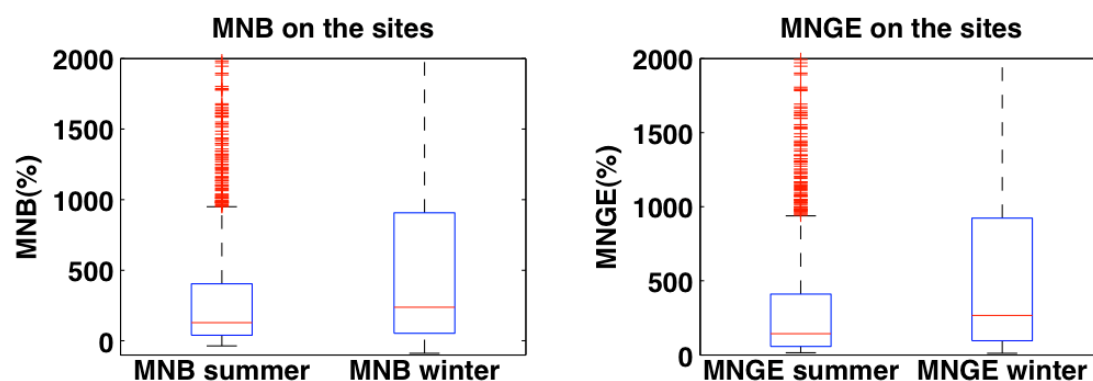 MNB on the sites
MNB(%)
2000
1500
1000
500
0
MNB summer MNB winter
MNGE on the sites
MNGE(%)
2000
1500
1000
500
0
MNGE summer MNGE winter